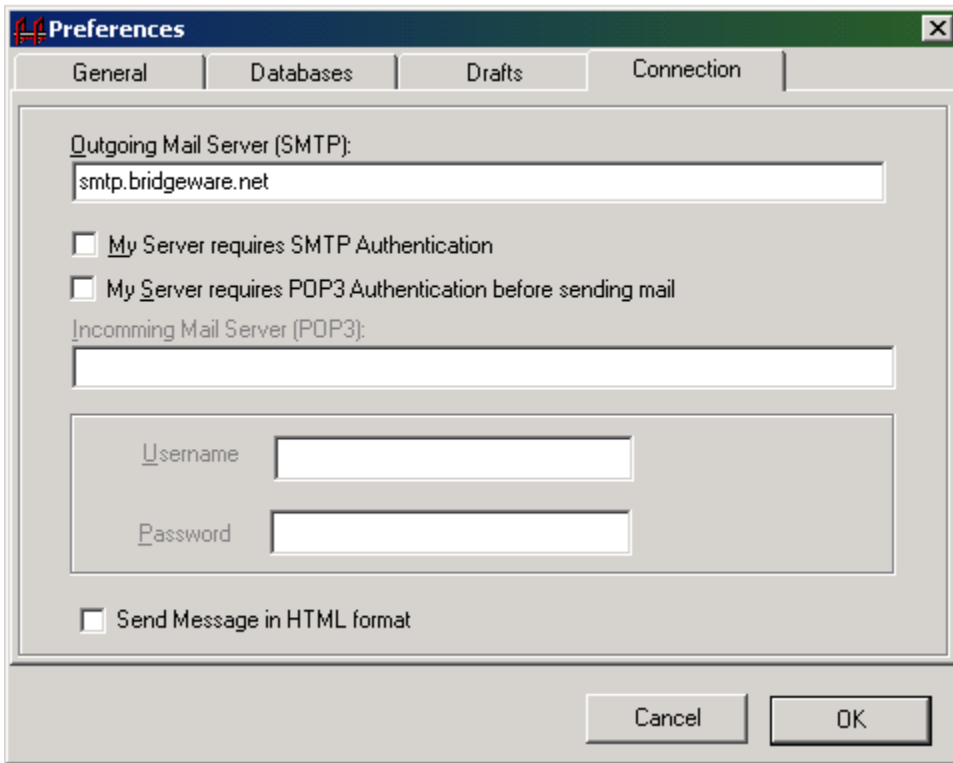 Preferences
General Databases Drafts Connection
Outgoing Mail Server (SMTP):
smtp.bridgeware.net
My Server requires SMTP Authentication
My Server requires POP3 Authentication before sending mail
Incomming Mail Server (POP3):
Username
Password
Send Message in HTML format
Cancel OK